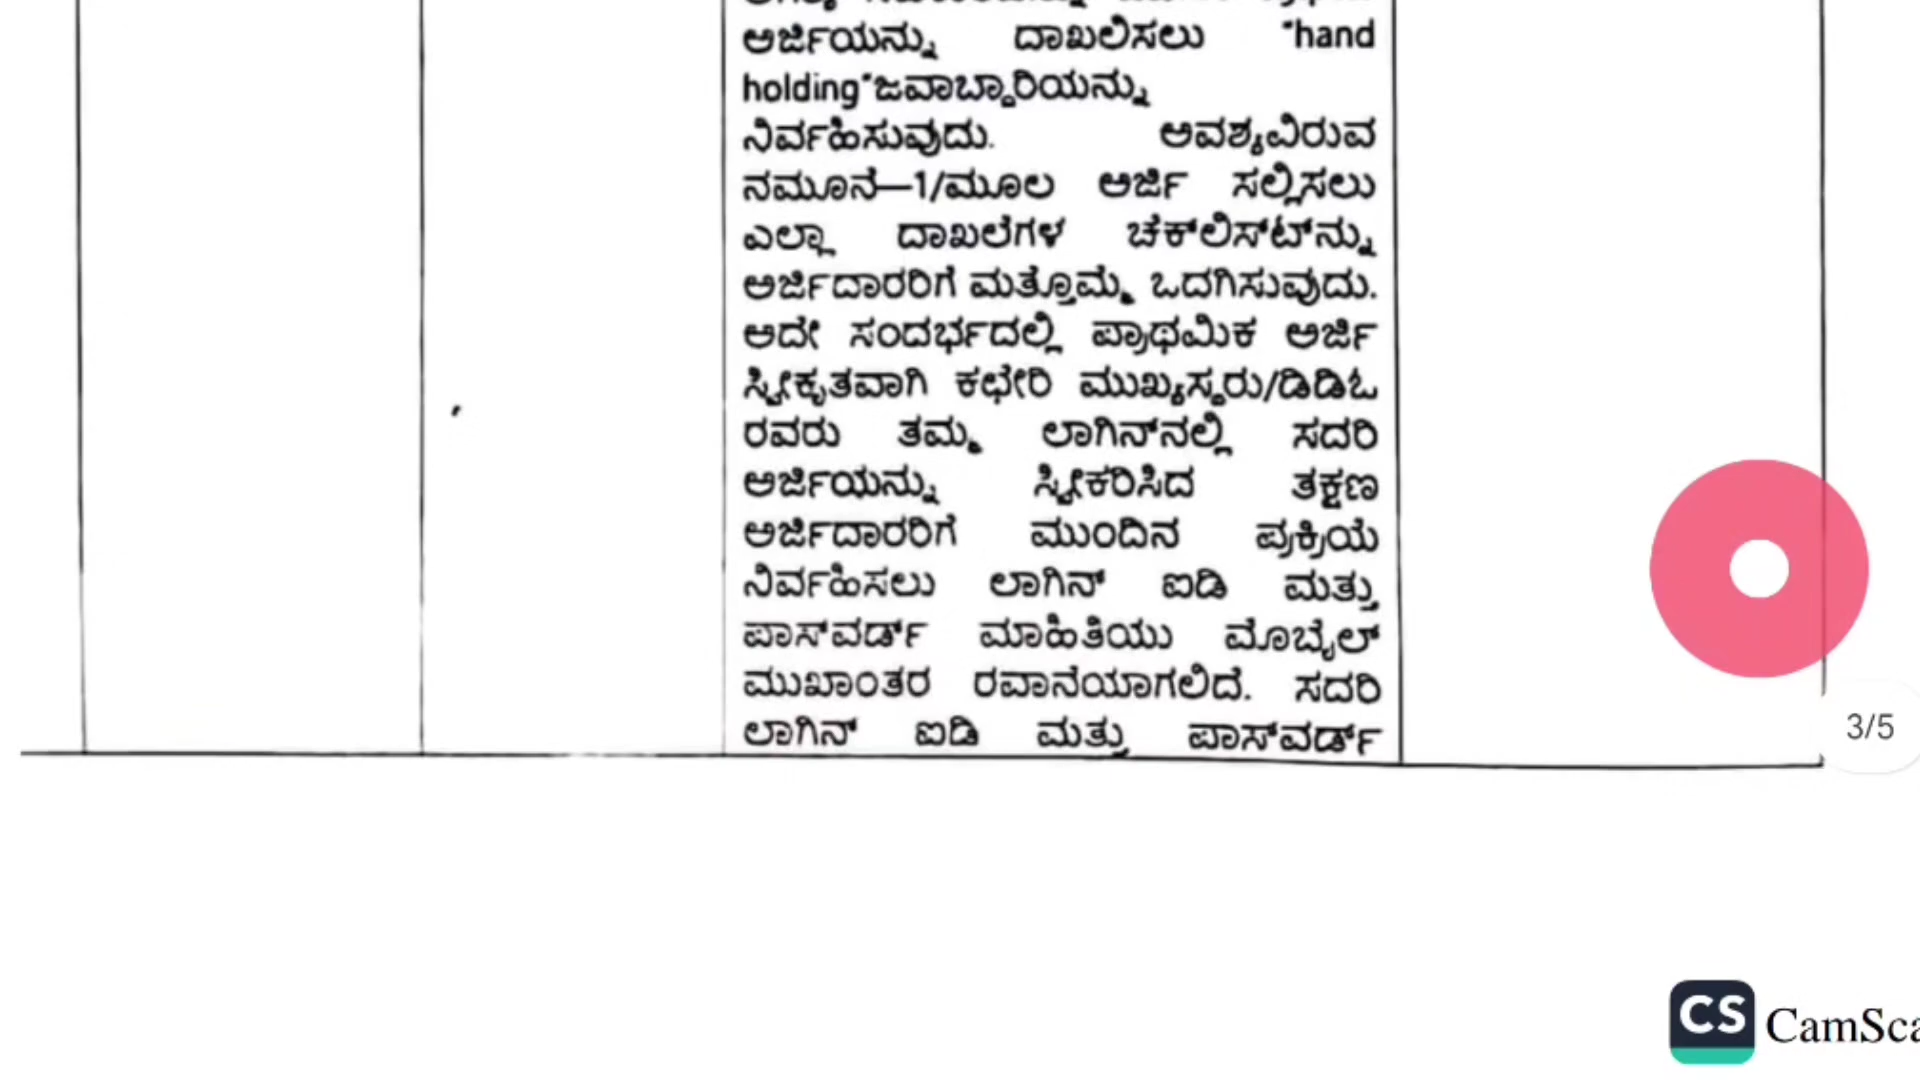 ಅರ್ಜಿಯನ್ನು ದಾಖಲಿಸಲು "hand
holding"ಜವಾಬ್ದಾರಿಯನ್ನು
ನಿರ್ವಹಿಸುವುದು. ಅವಶ್ಯವಿರುವ
ನಮೂನೆ—1/ಮೂಲ ಅರ್ಜಿ ಸಲ್ಲಿಸಲು
ಎಲ್ಲಾ ದಾಖಲೆಗಳ ಚೆಕ್‌ಲಿಸ್ಟ್‌ನ್ನು
ಅರ್ಜಿದಾರರಿಗೆ ಮತ್ತೊಮ್ಮೆ ಒದಗಿಸುವುದು.
ಅದೇ ಸಂದರ್ಭದಲ್ಲಿ ಪ್ರಾಥಮಿಕ ಅರ್ಜಿ
ಸ್ವೀಕೃತವಾಗಿ ಕಛೇರಿ ಮುಖ್ಯಸ್ಥರು/ಡಿಡಿಓ
ರವರು ತಮ್ಮ ಲಾಗಿನ್‌ನಲ್ಲಿ ಸದರಿ
ಅರ್ಜಿಯನ್ನು ಸ್ವೀಕರಿಸಿದ ತಕ್ಷಣ
ಅರ್ಜಿದಾರರಿಗೆ ಮುಂದಿನ ಪ್ರಕ್ರಿಯೆ
ನಿರ್ವಹಿಸಲು ಲಾಗಿನ್ ಐಡಿ ಮತ್ತು
ಪಾಸ್‌ವರ್ಡ್ ಮಾಹಿತಿಯು ಮೊಬೈಲ್
ಮುಖಾಂತರ ರವಾನೆಯಾಗಲಿದೆ. ಸದರಿ
ಲಾಗಿನ್ ಐಡಿ ಮತ್ತು ಪಾಸ್‌ವರ್ಡ್
3/5
CS CamSca